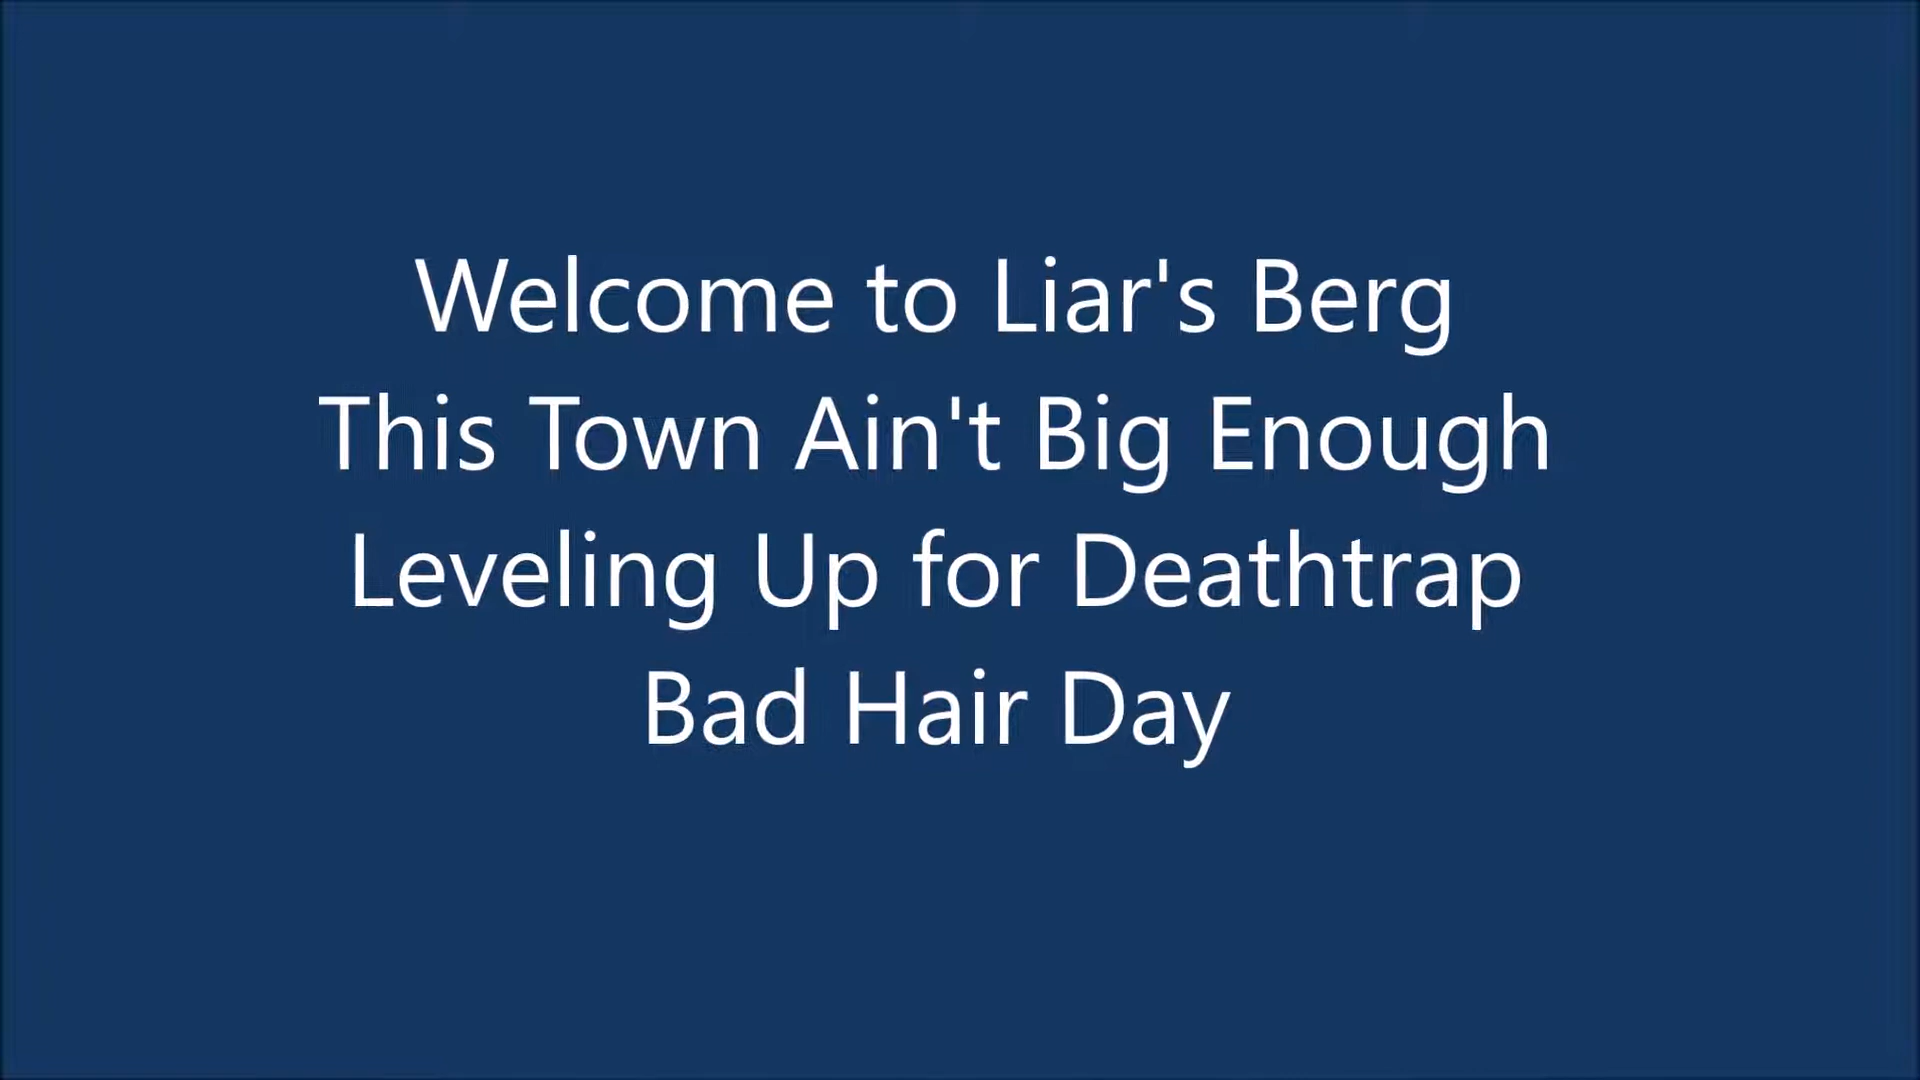 Welcome to Liar's Berg
This Town Ain't Big Enough
Leveling Up for Deathtrap
Bad Hair Day